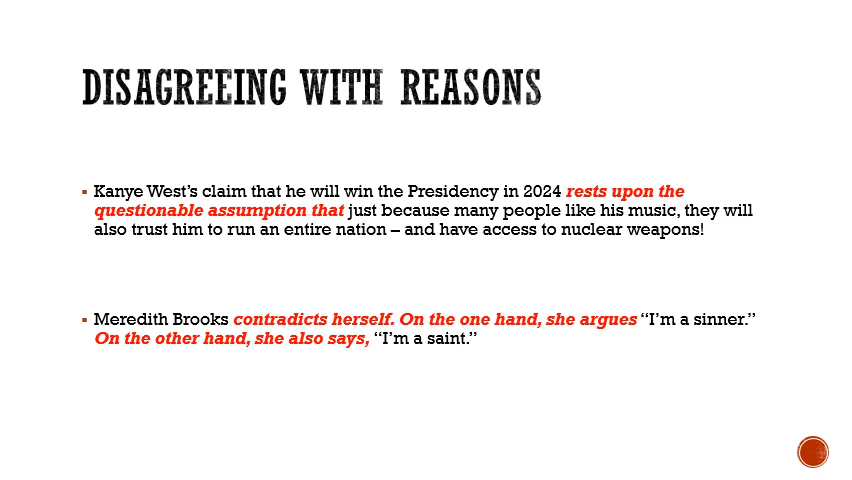 DISAGREEING WITH REASONS
▪ Kanye West’s claim that he will win the Presidency in 2024 rests upon the
questionable assumption that just because many people like his music, they will
also trust him to run an entire nation – and have access to nuclear weapons!
▪ Meredith Brooks contradicts herself. On the one hand, she argues “I’m a sinner.”
On the other hand, she also says, “I’m a saint.”